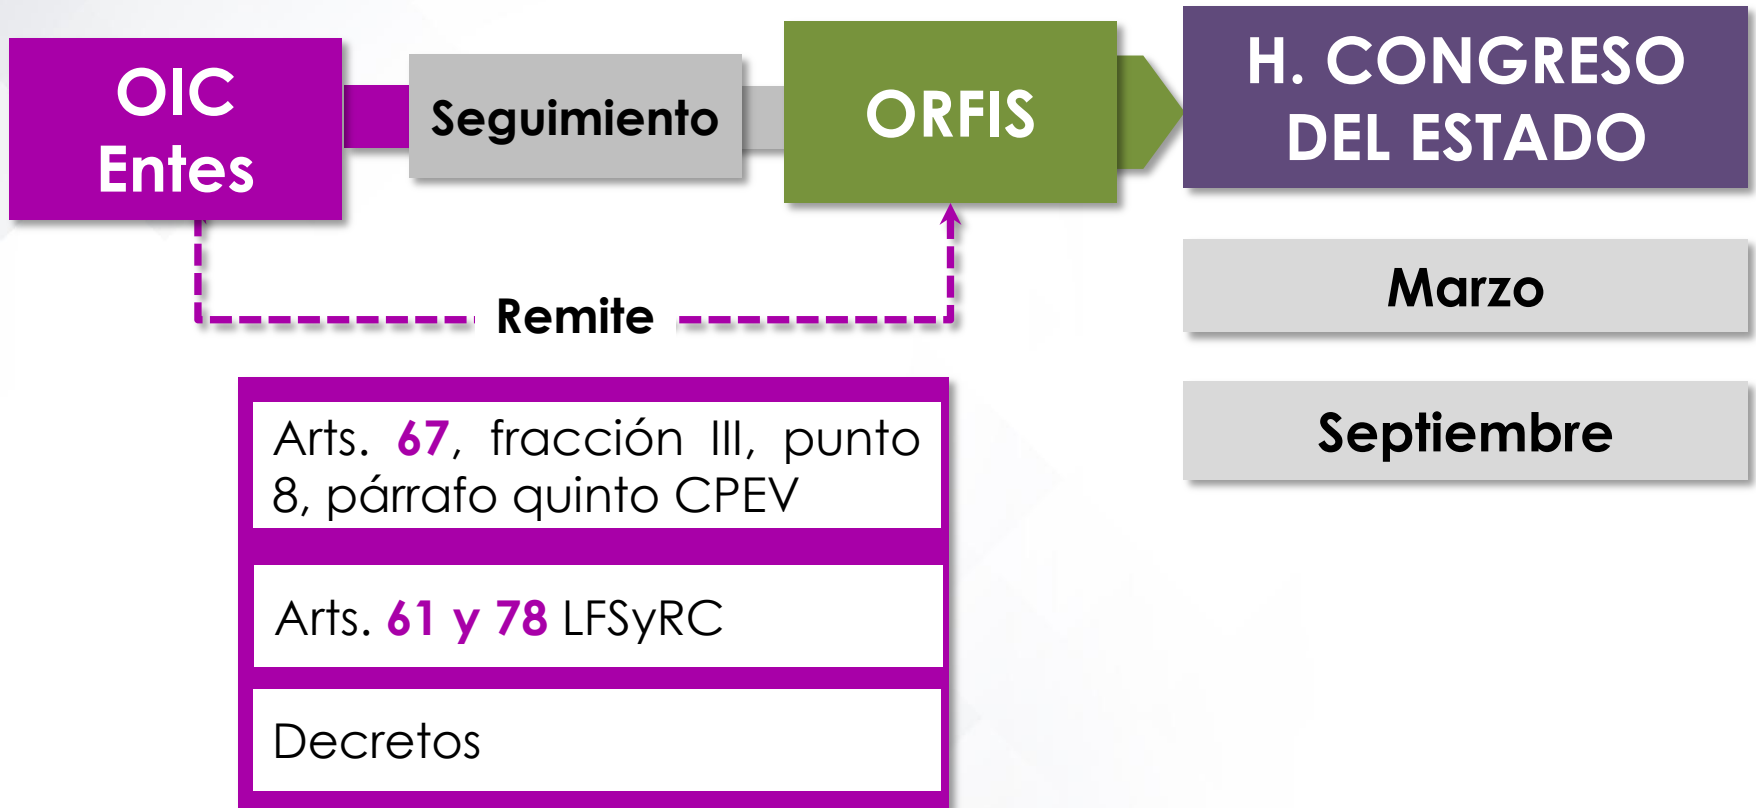 OIC
Entes
Seguimiento
ORFIS
H. CONGRESO
DEL ESTADO
Remite
Marzo
Septiembre
Arts. 67, fracción III, punto
8, párrafo quinto CPEV
Arts. 61 y 78 LFSyRC
Decretos